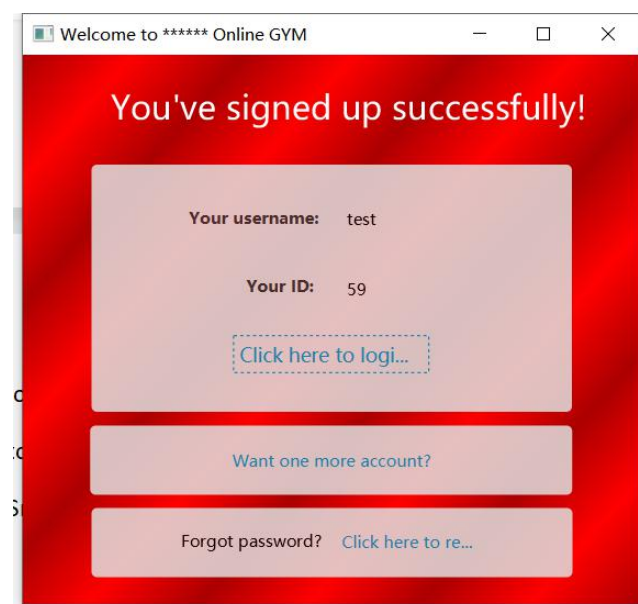 Welcome to ****** Online GYM
You've signed up successfully!
Your username: test
Your ID: 59
Click here to logi...
Want one more account?
Forgot password? Click here to re...